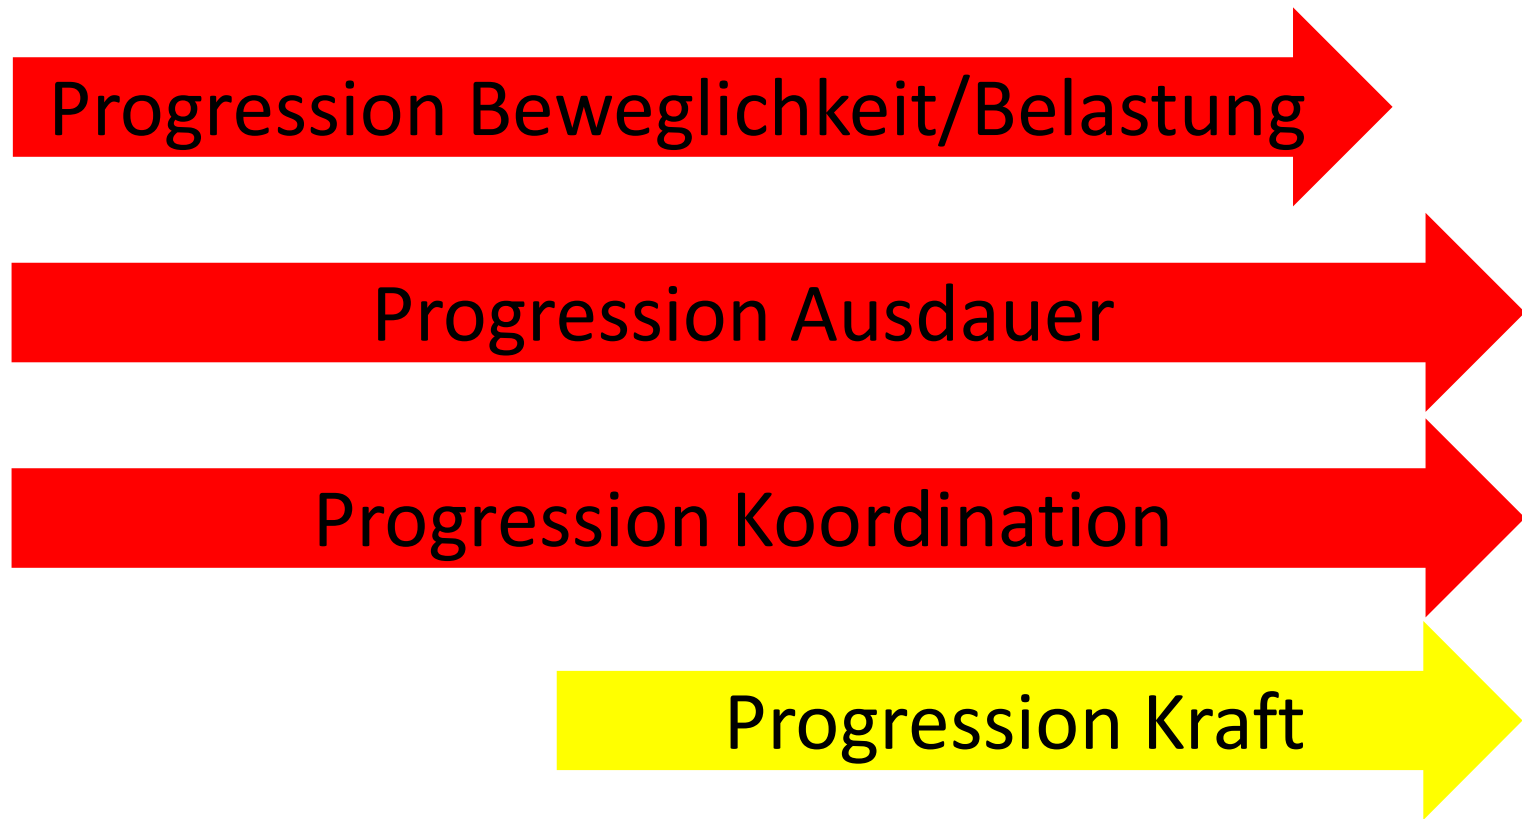 Progression Beweglichkeit/Belastung
Progression Ausdauer
Progression Koordination
Progression Kraft